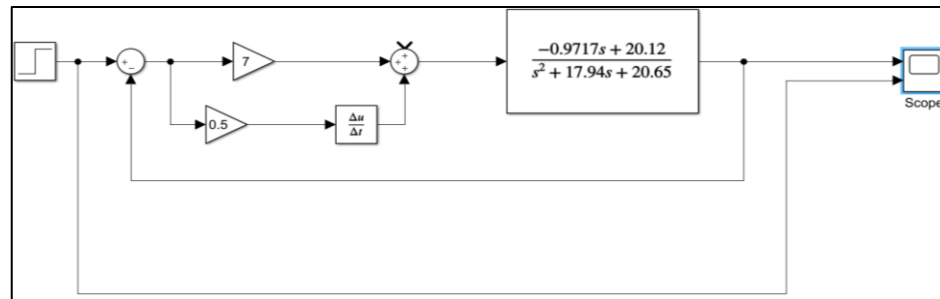 +
−
7
+
+
+
−0.9717s + 20.12
s² + 17.94s + 20.65
0.5
Δu
Δt
Scope